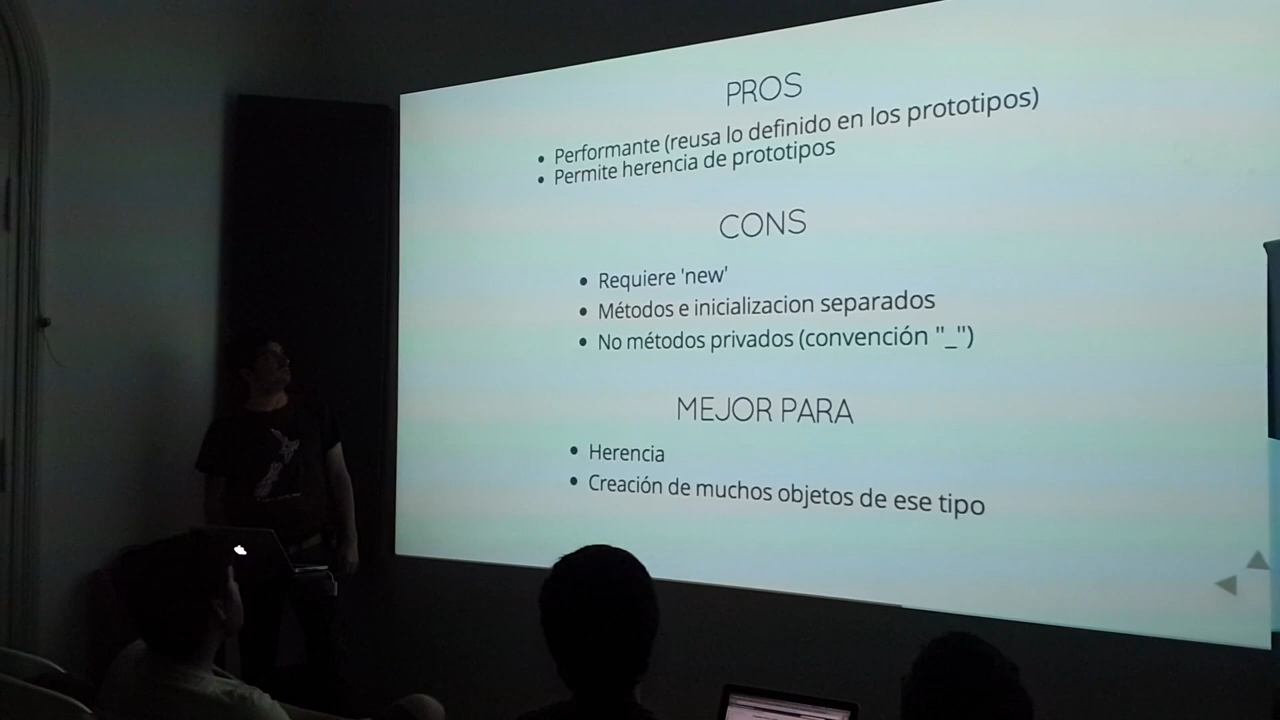 PROS
• Performante (reusa lo definido en los prototipos)
• Permite herencia de prototipos
CONS
• Requiere 'new'
• Métodos e inicializacion separados
• No métodos privados (convención "_")
MEJOR PARA
• Herencia
• Creación de muchos objetos de ese tipo